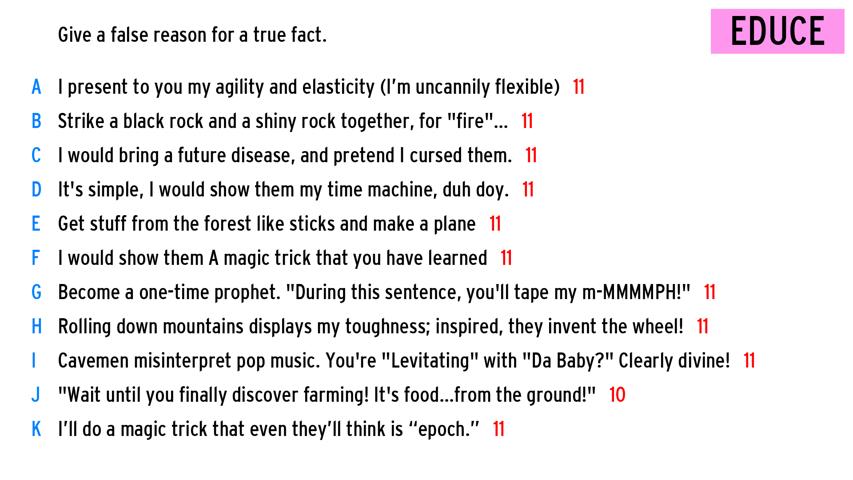 Give a false reason for a true fact.
EDUCE
A I present to you my agility and elasticity (I'm uncannily flexible) 11
B Strike a black rock and a shiny rock together, for "fire"... 11
C I would bring a future disease, and pretend I cursed them. 11
D It's simple, I would show them my time machine, duh doy. 11
E Get stuff from the forest like sticks and make a plane 11
F I would show them A magic trick that you have learned 11
G Become a one-time prophet. "During this sentence, you'll tape my m-MMMMPH!" 11
H Rolling down mountains displays my toughness; inspired, they invent the wheel! 11
I Cavemen misinterpret pop music. You're "Levitating" with "Da Baby?" Clearly divine! 11
J "Wait until you finally discover farming! It's food...from the ground!" 10
K I’ll do a magic trick that even they’ll think is “epoch.” 11